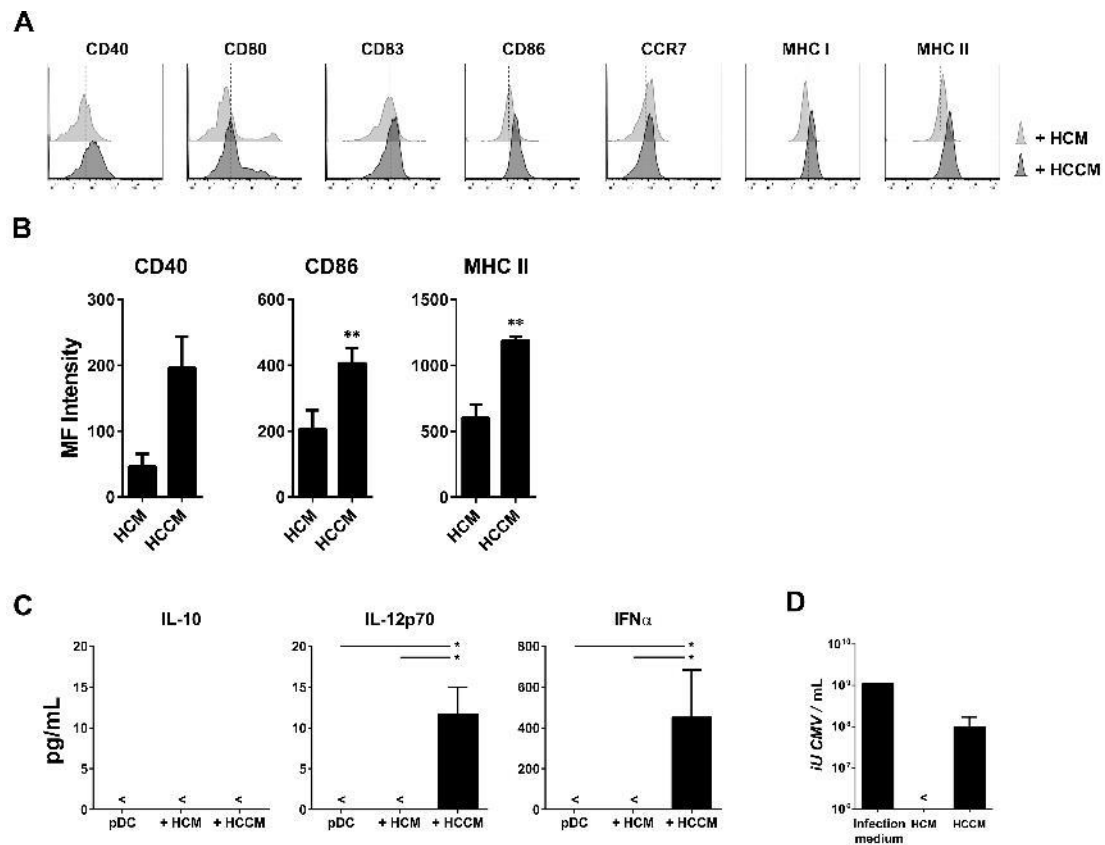 A
CD40 CD80 CD83 CD86 CCR7 MHC I MHC II
+ HCM
+ HCCM
B
CD40 CD86 MHC II
MF Intensity
300
200
100
0
HCM HCCM
600
400
200
0
**
HCM HCCM
1500
1000
500
0
**
HCM HCCM
C
IL-10 IL-12p70 IFNα
pg/mL
20
15
10
5
0
< < <
pDC + HCM + HCCM
20
15
10
5
0
*
*
< <
pDC + HCM + HCCM
800
600
400
200
0
*
*
< <
pDC + HCM + HCCM
D
iU CMV / mL
10¹⁰
10⁹
10⁸
10⁷
<
Infection medium HCM HCCM